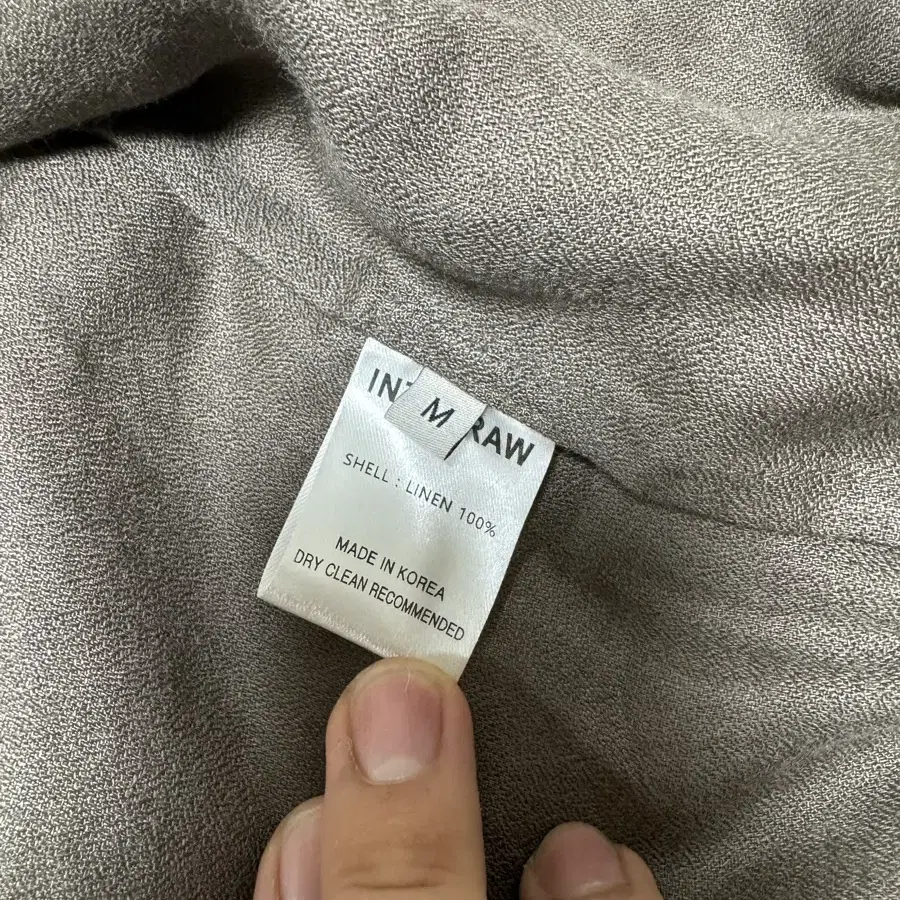 M
RAW
SHELL : LINEN 100%
MADE IN KOREA
DRY CLEAN RECOMMENDED